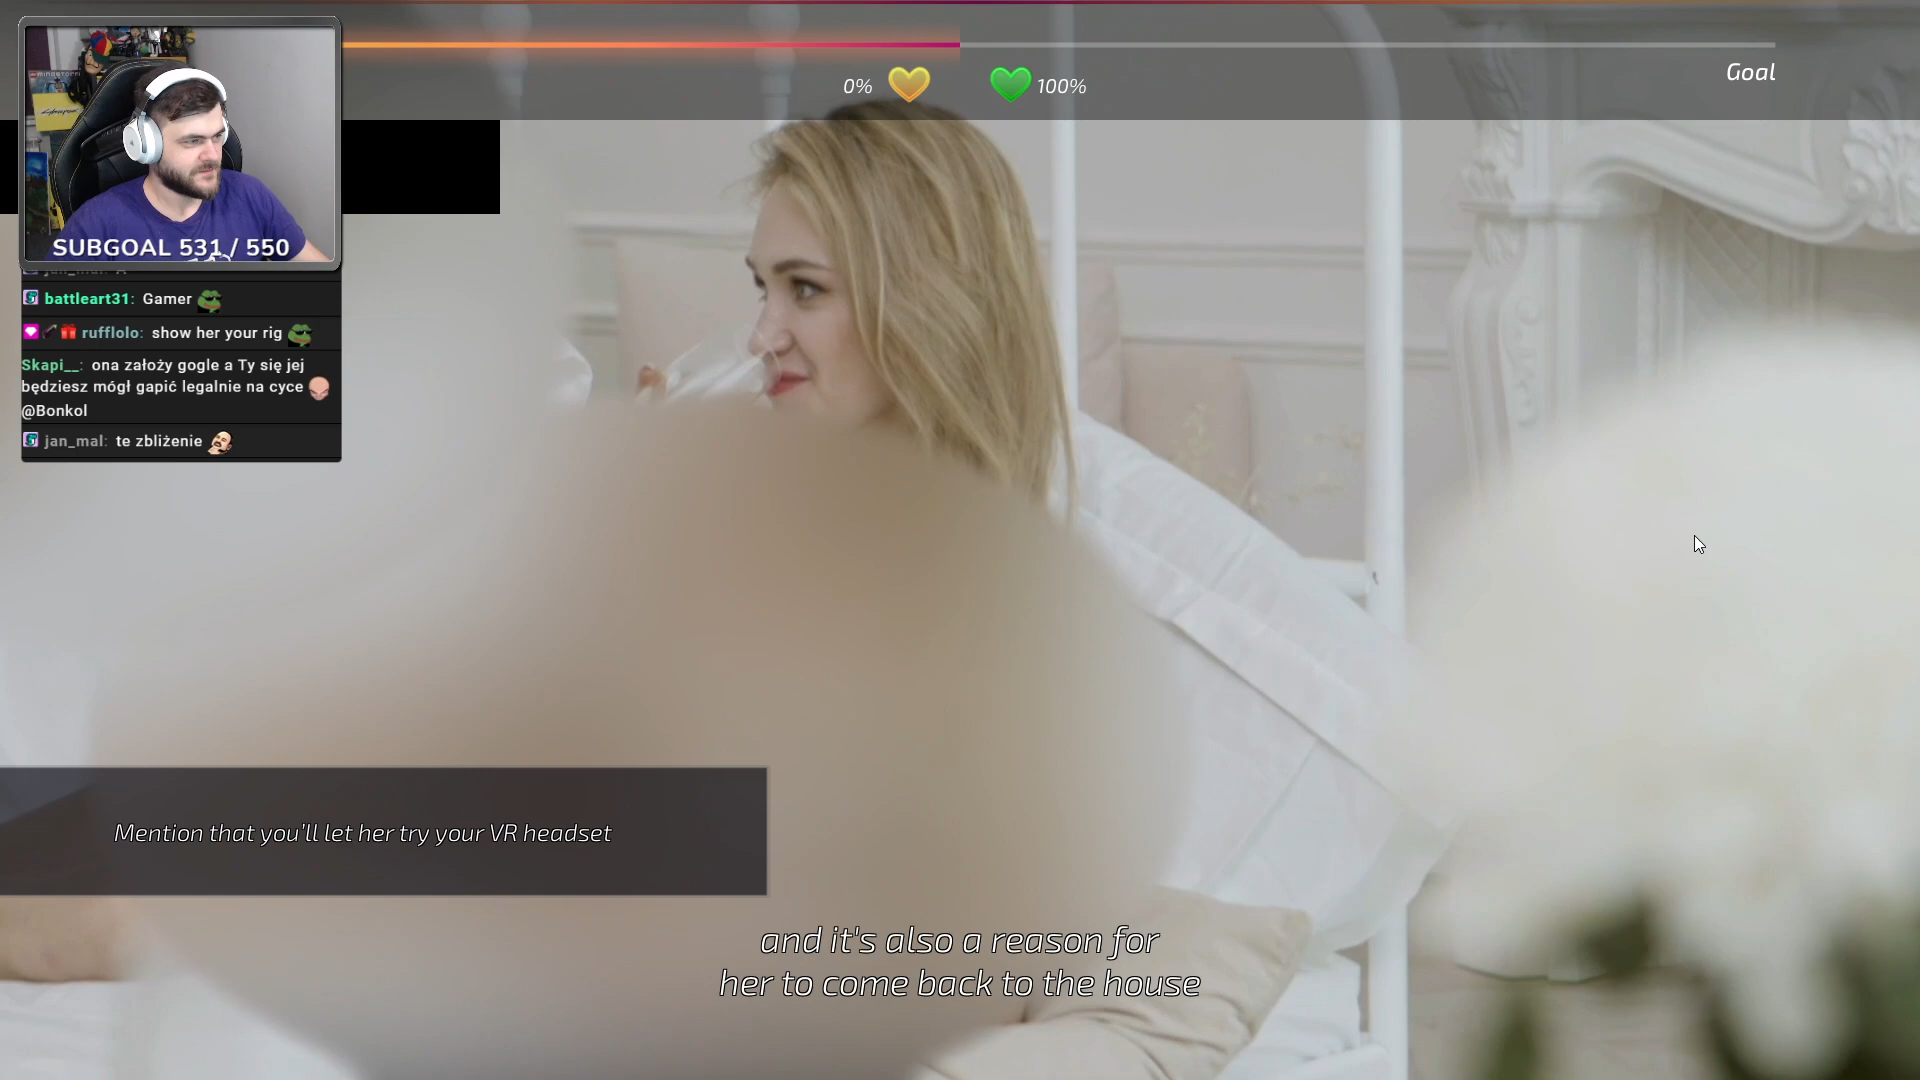 0%
100%
Goal
SUBGOAL 531 / 550
battleart31: Gamer
rufflolo: show her your rig
Skapi__: ona założy gogle a Ty się jej
będziesz mógł gapić legalnie na cyce
@Bonkol
jan_mal: te zbliżenie
Mention that you'll let her try your VR headset
and it's also a reason for
her to come back to the house